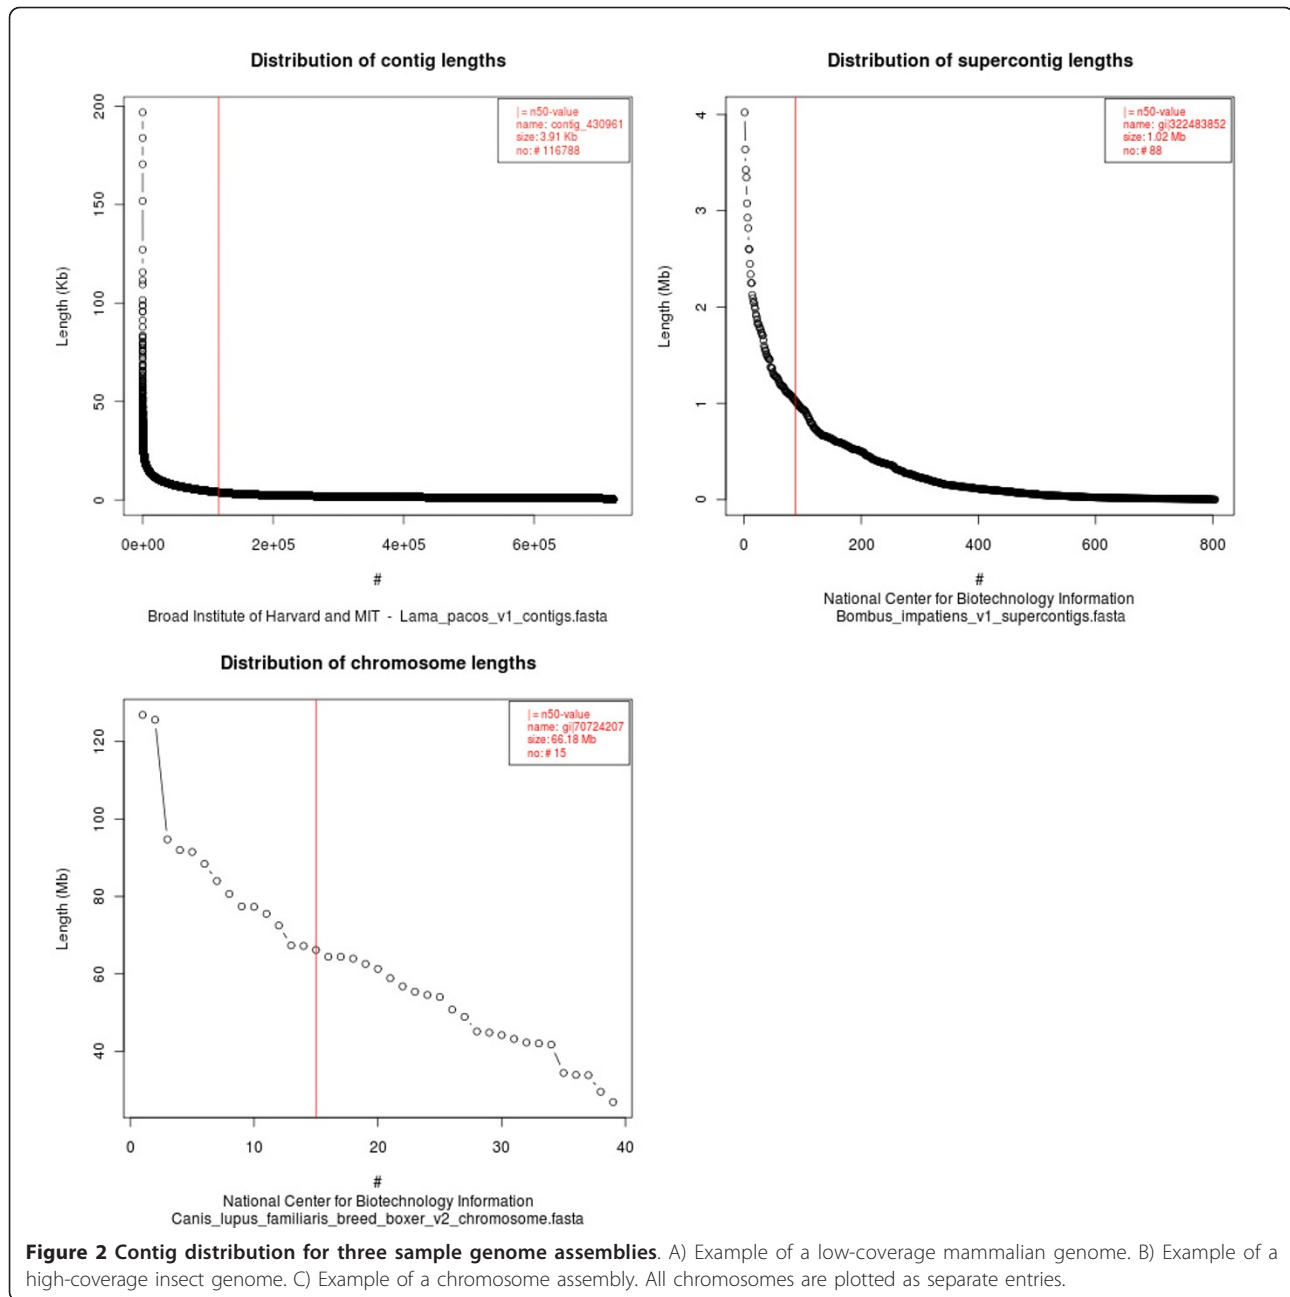 Distribution of contig lengths
| = n50-value
name: contig_430961
size: 3.91 Kb
no: # 116788
Length (Kb)
200
150
100
50
0
0e+00 2e+05 4e+05 6e+05
#
Broad Institute of Harvard and MIT - Lama_pacos_v1_contigs.fasta
Distribution of supercontig lengths
| = n50-value
name: gi|322483852
size: 1.02 Mb
no: # 88
Length (Mb)
4
3
2
1
0
0 200 400 600 800
#
National Center for Biotechnology Information
Bombus_impatiens_v1_supercontigs.fasta
Distribution of chromosome lengths
| = n50-value
name: gi|70724207
size: 66.18 Mb
no: # 15
Length (Mb)
120
100
80
60
40
0 10 20 30 40
#
National Center for Biotechnology Information
Canis_lupus_familiaris_breed_boxer_v2_chromosome.fasta
Figure 2 Contig distribution for three sample genome assemblies. A) Example of a low-coverage mammalian genome. B) Example of a
high-coverage insect genome. C) Example of a chromosome assembly. All chromosomes are plotted as separate entries.